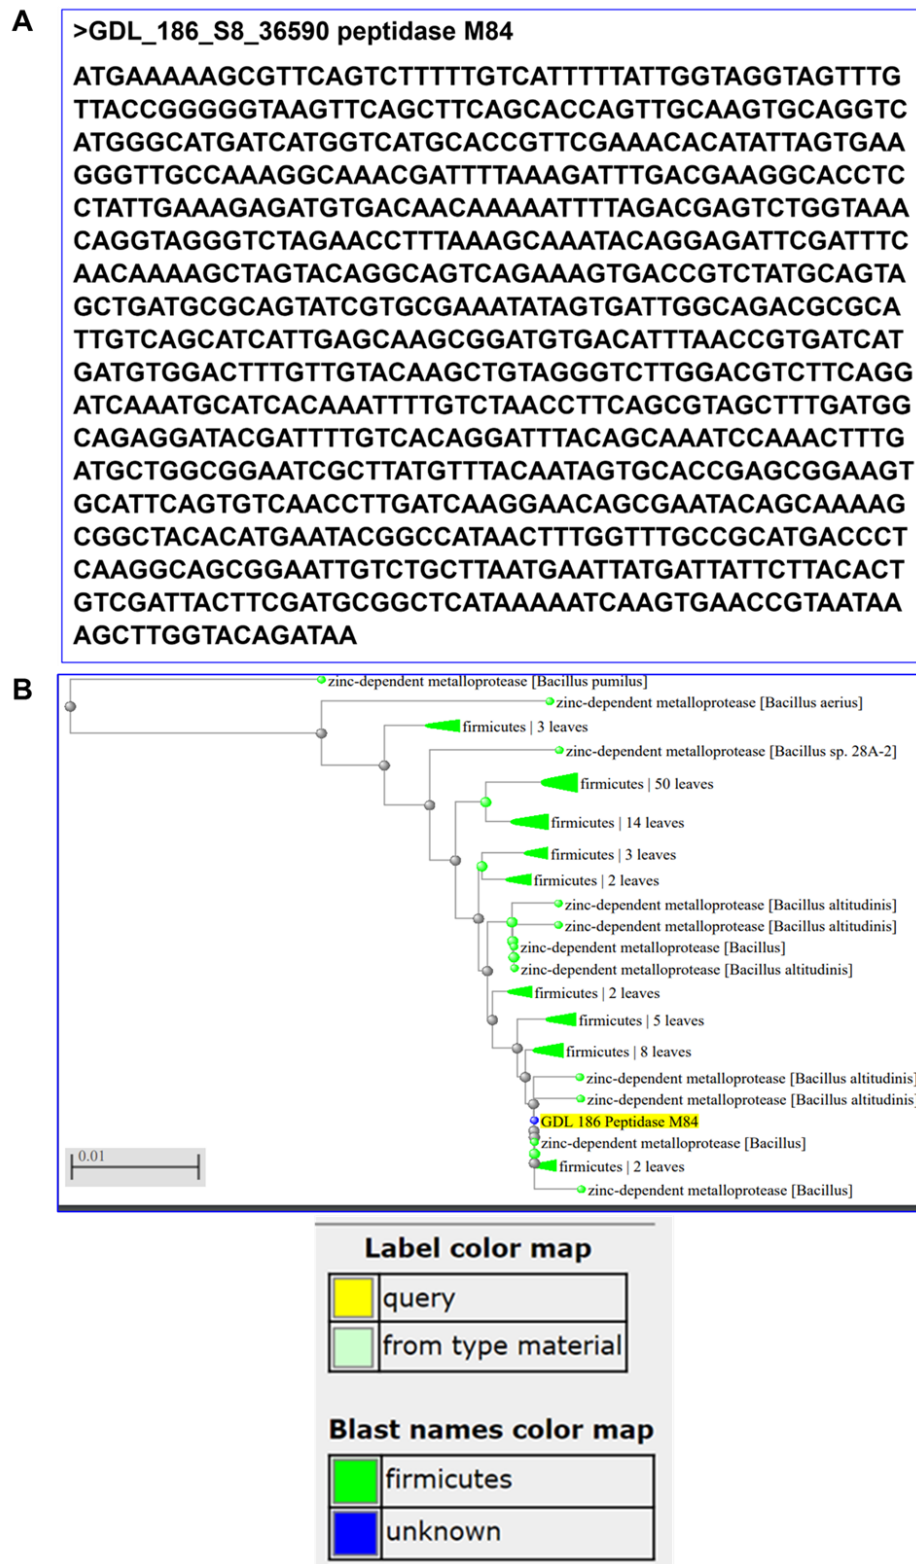 A
>GDL_186_S8_36590 peptidase M84
ATGAAAAAGCGTTCAGTCTTTTTGTCATTTTTATTGGTAGGTAGTTTG
TTACCGGGGGTAAGTTCAGCTTCAGCACCAGTTGCAAGTGCAGGTC
ATGGGCATGATCATGGTCATGCACCGTTCGAAACACATATTAGTGAA
GGGTTGCCAAAGGCAAACGATTTTAAAGATTTGACGAAGGCACCTC
CTATTGAAAGAGATGTGACAACAAAAATTTTAGACGAGTCTGGTAAA
CAGGTAGGGTCTAGAACCTTTAAAGCAAATACAGGAGATTCGATTTC
AACAAAAGCTAGTACAGGCAGTCAGAAAGTGACCGTCTATGCAGTA
GCTGATGCGCAGTATCGTGCGAAATATAGTGATTGGCAGACGCGCA
TTGTCAGCATCATTGAGCAAGCGGATGTGACATTTAACCGTGATCAT
GATGTGGACTTTGTTGTACAAGCTGTAGGGTCTTGGACGTCTTCAGG
ATCAAATGCATCACAAATTTTGTCTAACCTTCAGCGTAGCTTTGATGG
CAGAGGATACGATTTTGTCACAGGATTTACAGCAAATCCAAACTTTG
ATGCTGGCGGAATCGCTTATGTTTACAATAGTGCACCGAGCGGAAGT
GCATTCAGTGTCAACCTTGATCAAGGAACAGCGAATACAGCAAAAG
CGGCTACACATGAATACGGCCATAACTTTGGTTTGCCGCATGACCCT
CAAGGCAGCGGAATTGTCTGCTTAATGAATTATGATTATTCTTACACT
GTCGATTACTTCGATGCGGCTCATAAAAATCAAGTGAACCGTAATAA
AGCTTGGTACAGATAA
B
zinc-dependent metalloprotease [Bacillus pumilus]
zinc-dependent metalloprotease [Bacillus aerius]
firmicutes | 3 leaves
zinc-dependent metalloprotease [Bacillus sp. 28A-2]
firmicutes | 50 leaves
firmicutes | 14 leaves
firmicutes | 3 leaves
firmicutes | 2 leaves
zinc-dependent metalloprotease [Bacillus altitudinis]
zinc-dependent metalloprotease [Bacillus altitudinis]
zinc-dependent metalloprotease [Bacillus]
zinc-dependent metalloprotease [Bacillus altitudinis]
firmicutes | 2 leaves
firmicutes | 5 leaves
firmicutes | 8 leaves
zinc-dependent metalloprotease [Bacillus altitudinis]
zinc-dependent metalloprotease [Bacillus altitudinis]
GDL 186 Peptidase M84
zinc-dependent metalloprotease [Bacillus]
firmicutes | 2 leaves
zinc-dependent metalloprotease [Bacillus]
0.01
Label color map
query
from type material
Blast names color map
firmicutes
unknown